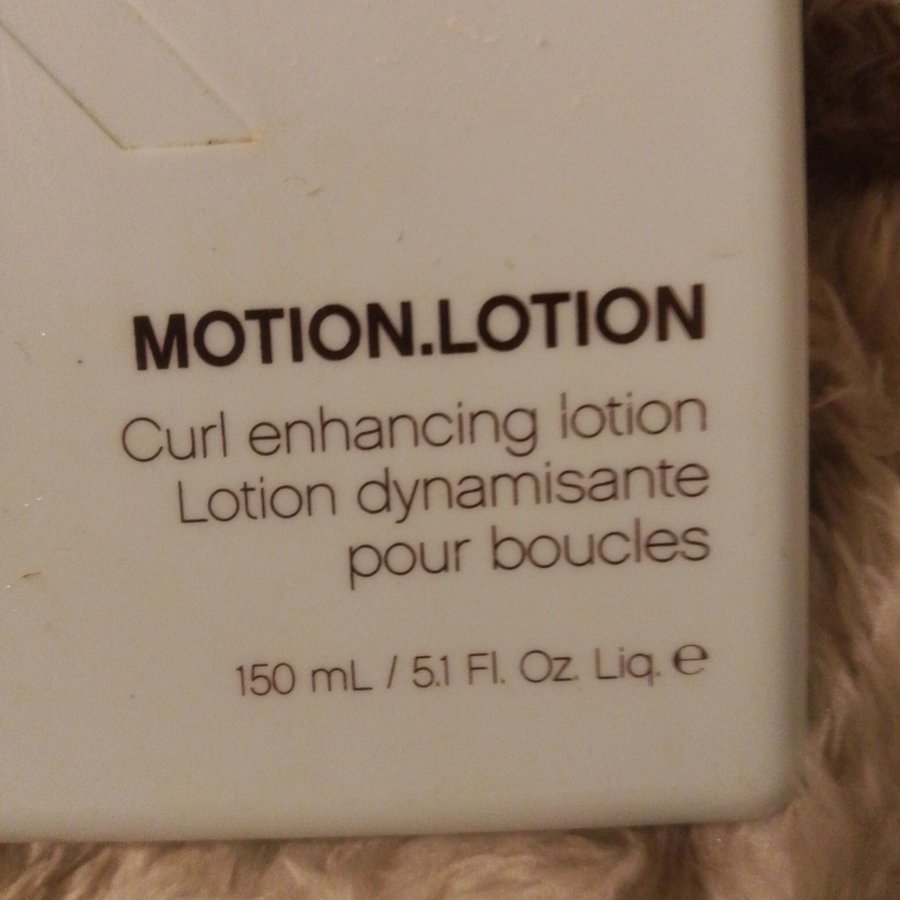 MOTION.LOTION
Curl enhancing lotion
Lotion dynamisante
pour boucles
150 mL / 5.1 Fl. Oz. Liq. ℮